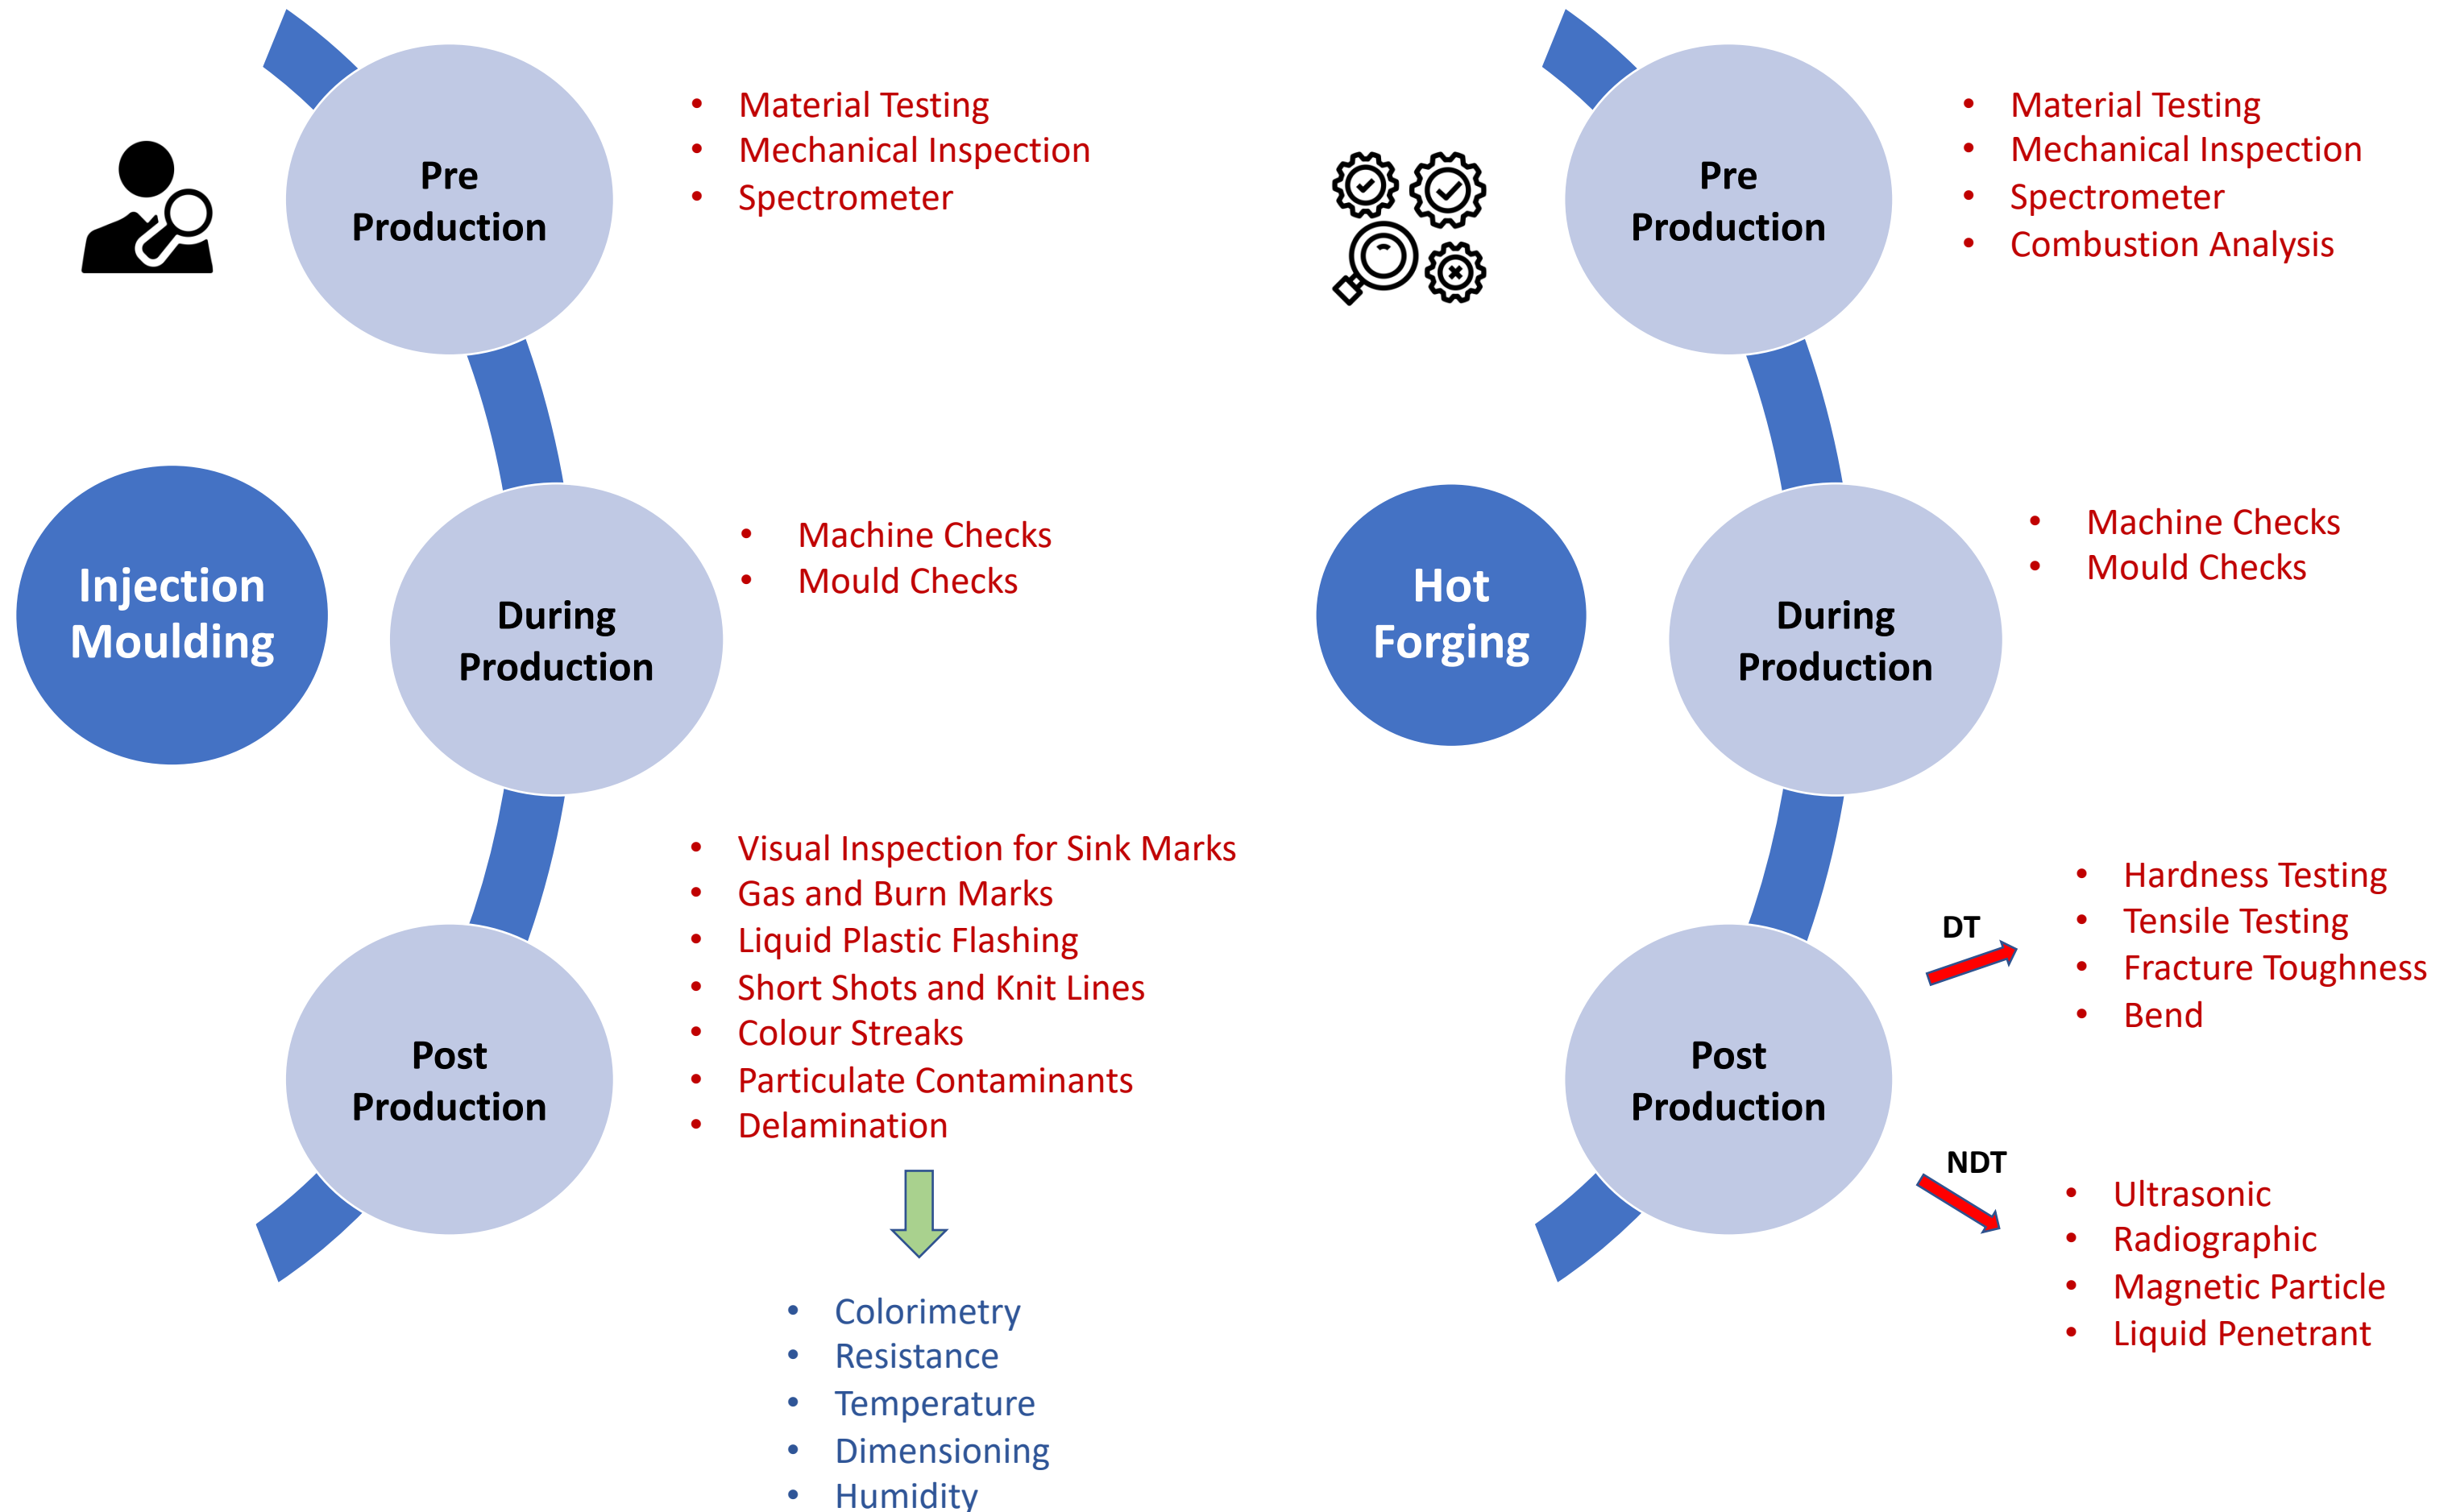 Pre
Production
• Material Testing
• Mechanical Inspection
• Spectrometer
Injection
Moulding
During
Production
• Machine Checks
• Mould Checks
Post
Production
• Visual Inspection for Sink Marks
• Gas and Burn Marks
• Liquid Plastic Flashing
• Short Shots and Knit Lines
• Colour Streaks
• Particulate Contaminants
• Delamination
• Colorimetry
• Resistance
• Temperature
• Dimensioning
• Humidity
Pre
Production
• Material Testing
• Mechanical Inspection
• Spectrometer
• Combustion Analysis
Hot
Forging
During
Production
• Machine Checks
• Mould Checks
Post
Production
DT
• Hardness Testing
• Tensile Testing
• Fracture Toughness
• Bend
NDT
• Ultrasonic
• Radiographic
• Magnetic Particle
• Liquid Penetrant